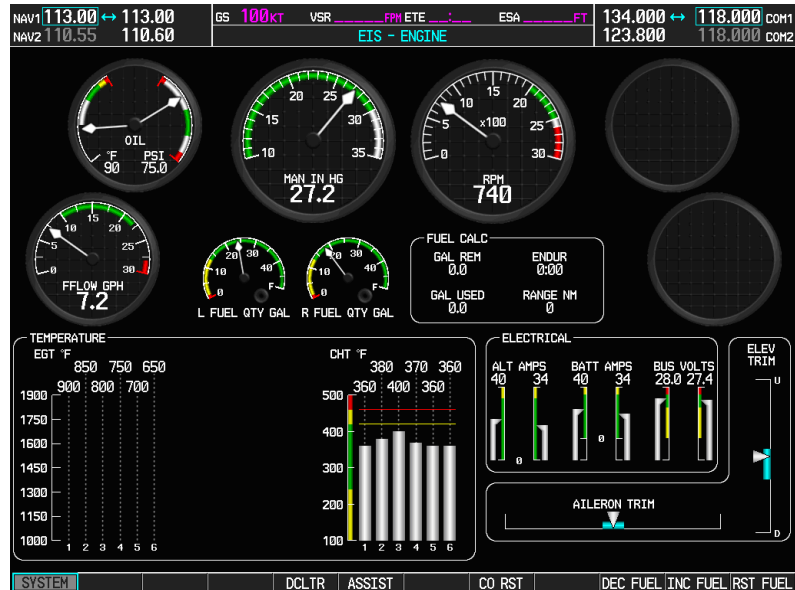 NAV1 113.00 ↔ 113.00 GS 100KT VSR _____FPM ETE __:__ ESA _____FT 134.000 ↔ 118.000 COM1
NAV2 110.55 110.60 EIS - ENGINE 123.800 118.000 COM2
OIL
°F PSI
90 75.0
10 15 20 25 30 35
MAN IN HG
27.2
0 5 10 15 20 25 30
x100
RPM
740
0 5 10 15 20 25 30
FFLOW GPH
7.2
0 10 20 30 40 F
L FUEL QTY GAL
0 10 20 30 40 F
R FUEL QTY GAL
FUEL CALC
GAL REM ENDUR
0.0 0:00
GAL USED RANGE NM
0.0 0
TEMPERATURE
EGT °F
850 750 650
900 800 700
1900
1750
1600
1450
1300
1150
1000
1 2 3 4 5 6
CHT °F
380 370 360
360 400 360
500
400
300
200
100
1 2 3 4 5 6
ELECTRICAL
ALT AMPS BATT AMPS BUS VOLTS
40 34 40 34 28.0 27.4
0
0
ELEV
TRIM
U
D
AILERON TRIM
SYSTEM DCLTR ASSIST CO RST DEC FUEL INC FUEL RST FUEL